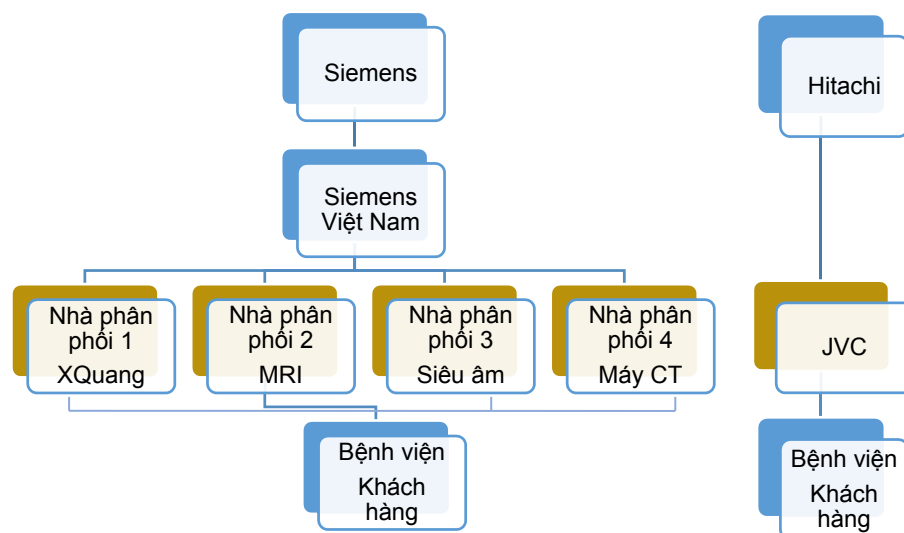 Siemens
Hitachi
Siemens
Việt Nam
Nhà phân
phối 1
XQuang
Nhà phân
phối 2
MRI
Nhà phân
phối 3
Siêu âm
Nhà phân
phối 4
Máy CT
JVC
Bệnh viện
Khách
hàng
Bệnh viện
Khách
hàng